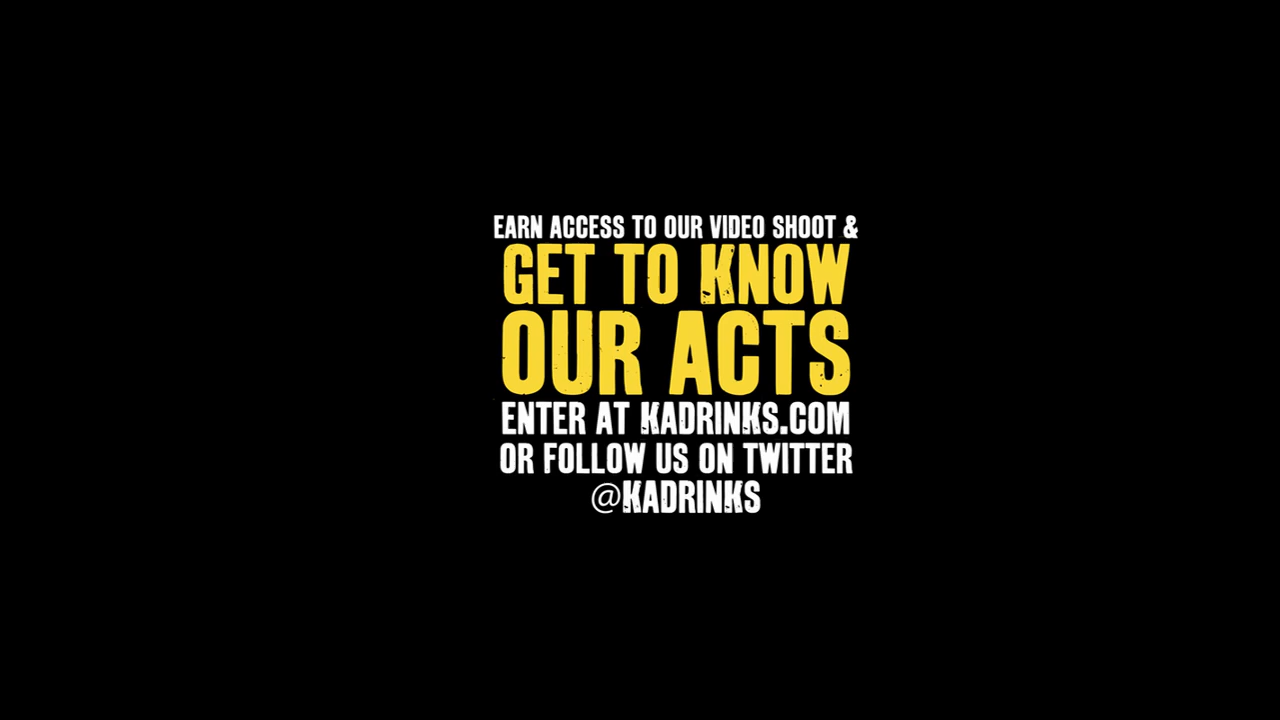 EARN ACCESS TO OUR VIDEO SHOOT &
GET TO KNOW
OUR ACTS
ENTER AT KADRINKS.COM
OR FOLLOW US ON TWITTER
@KADRINKS